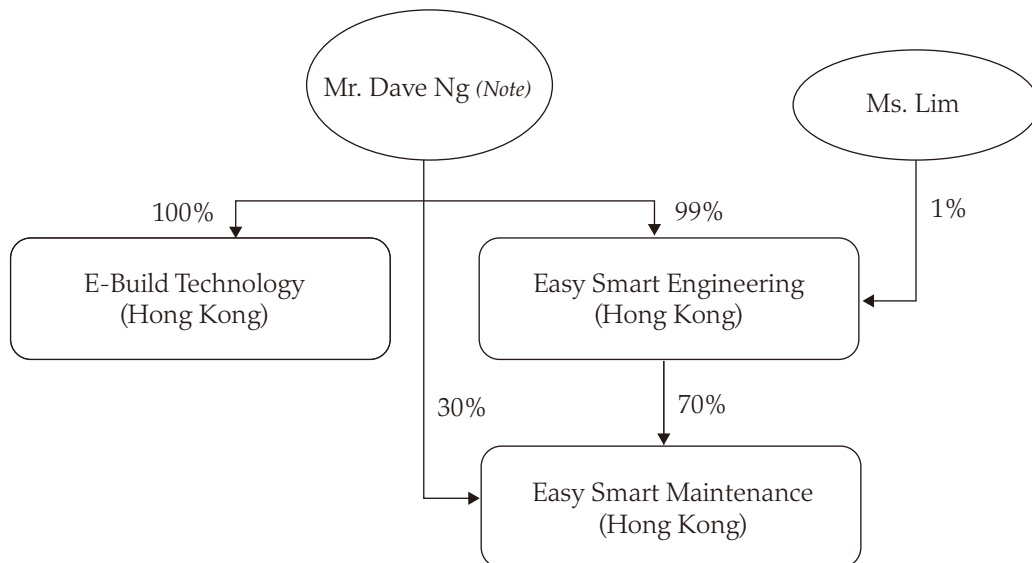 Mr. Dave Ng (Note)
Ms. Lim
100%
99%
1%
E-Build Technology
(Hong Kong)
Easy Smart Engineering
(Hong Kong)
30%
70%
Easy Smart Maintenance
(Hong Kong)